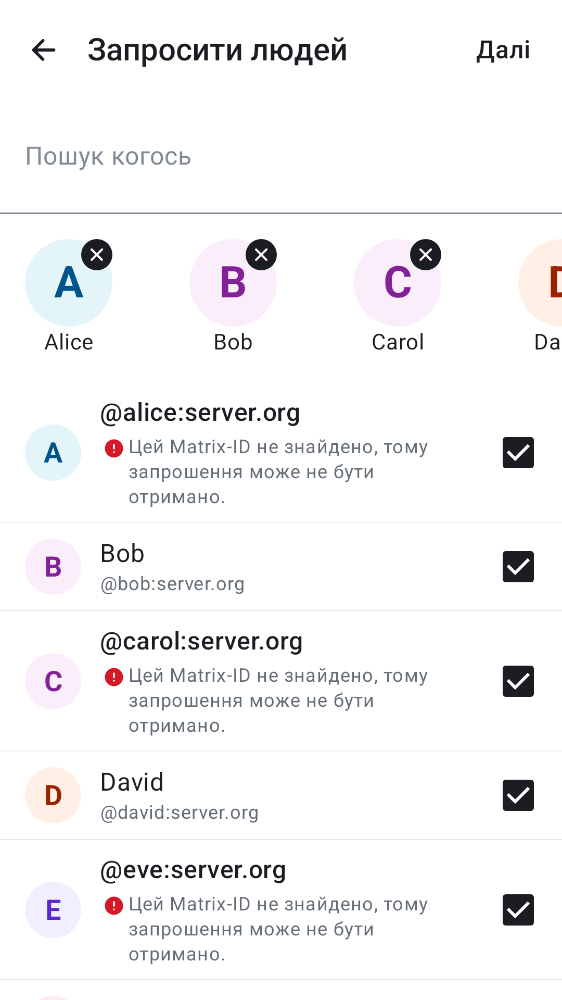 Запросити людей
Далі
Пошук когось
A
B
C
Alice
Bob
Carol
Da
A
@alice:server.org
Цей Matrix-ID не знайдено, тому
запрошення може не бути
отримано.
B
Bob
@bob:server.org
C
@carol:server.org
Цей Matrix-ID не знайдено, тому
запрошення може не бути
отримано.
D
David
@david:server.org
E
@eve:server.org
Цей Matrix-ID не знайдено, тому
запрошення може не бути
отримано.